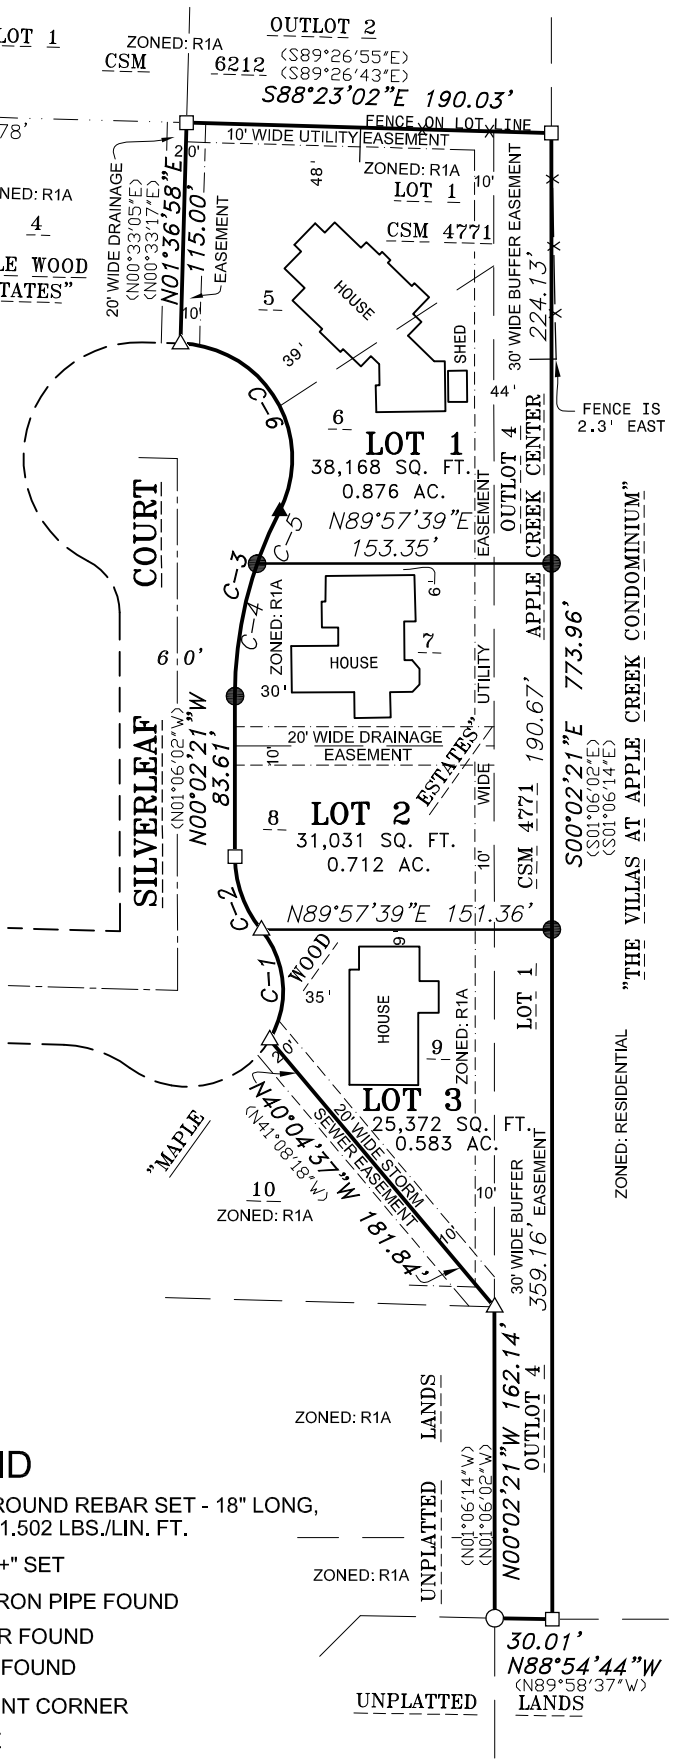 OUTLOT 2
LOT 1
ZONED: R1A
(S89°26'55"E)
CSM
6212
(S89°26'43"E)
S88°23'02"E 190.03'
78'
FENCE ON LOT LINE
10' WIDE UTILITY EASEMENT
20'
ZONED: R1A
48'
10'
LOT 1
CSM 4771
NED: R1A
4
LE WOOD
TATES"
20' WIDE DRAINAGE
(N00°33'05"E)
(N00°33'17"E)
N01°36'58"E
115.00'
EASEMENT
10'
30' WIDE BUFFER EASEMENT
224.13'
5
HOUSE
39'
SHED
44'
FENCE IS
2.3' EAST
C-6
6
LOT 1
38,168 SQ. FT.
0.876 AC.
OUTLOT 4
APPLE CREEK CENTER
EASEMENT
N89°57'39"E
153.35'
C-5
C-3
C-4
ZONED: R1A
6'
7
HOUSE
30'
COURT
60'
SILVERLEAF
(N01°06'02"W)
N00°02'21"W
83.61'
UTILITY
190.67'
S00°02'21"E 773.96'
(S01°06'02"E)
(S01°06'14"E)
"THE VILLAS AT APPLE CREEK CONDOMINIUM"
20' WIDE DRAINAGE
EASEMENT
10'
ESTATES"
WIDE
CSM 4771
8
LOT 2
31,031 SQ. FT.
0.712 AC.
10'
C-2
N89°57'39"E 151.36'
WOOD
9'
C-1
35'
HOUSE
9
ZONED: R1A
LOT 1
20'
LOT 3
25,372 SQ. FT.
0.583 AC.
ZONED: RESIDENTIAL
"MAPLE
N40°04'37"W 181.84'
(N41°08'18"W)
20' WIDE STORM
SEWER EASEMENT
10'
10
ZONED: R1A
10'
30' WIDE BUFFER
359.16' EASEMENT
ZONED: R1A
UNPLATTED LANDS
(N01°06'14"W)
(N01°06'02"W)
N00°02'21"W 162.14'
OUTLOT 4
ND
ROUND REBAR SET - 18" LONG,
1.502 LBS./LIN. FT.
+" SET
RON PIPE FOUND
R FOUND
FOUND
NT CORNER
ZONED: R1A
30.01'
N88°54'44"W
(N89°58'37"W)
UNPLATTED LANDS